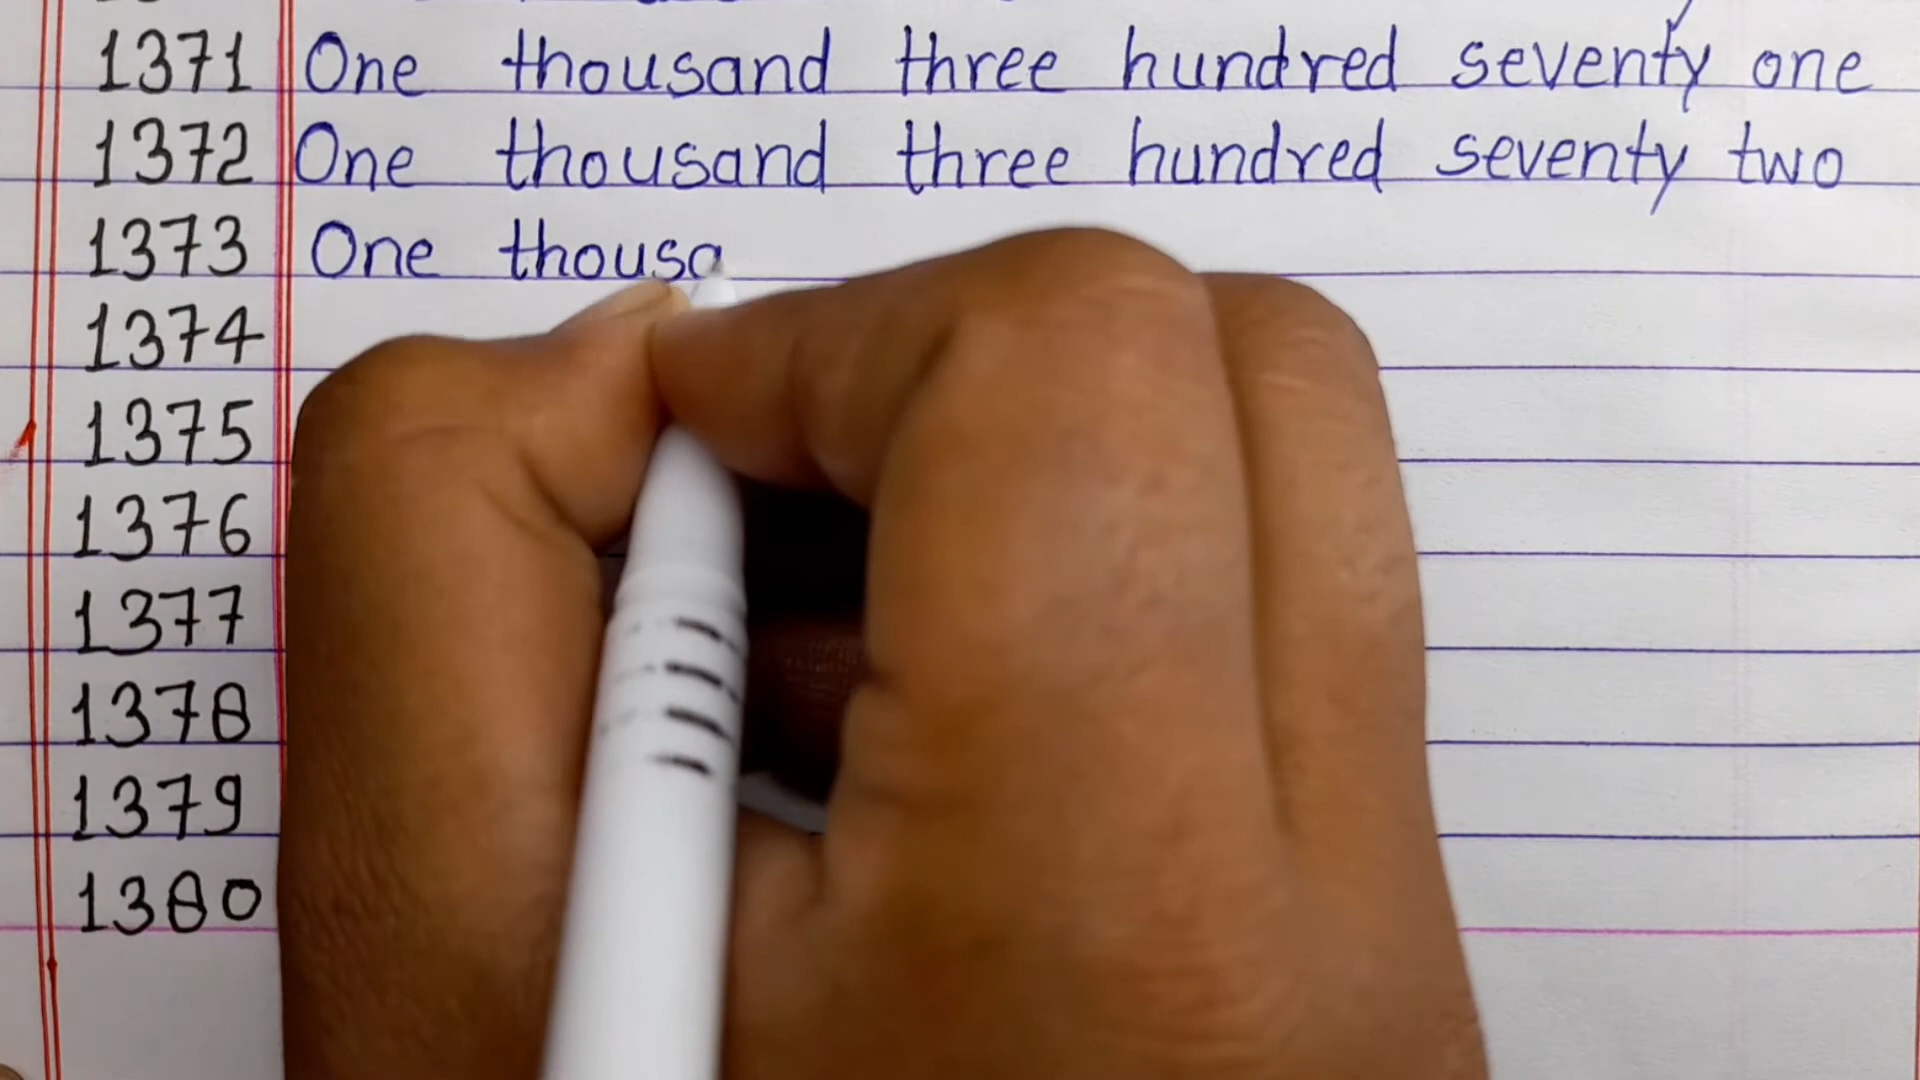 1371 One thousand three hundred seventy one
1372 One thousand three hundred seventy two
1373 One thousa
1374
1375
1376
1377
1378
1379
1380